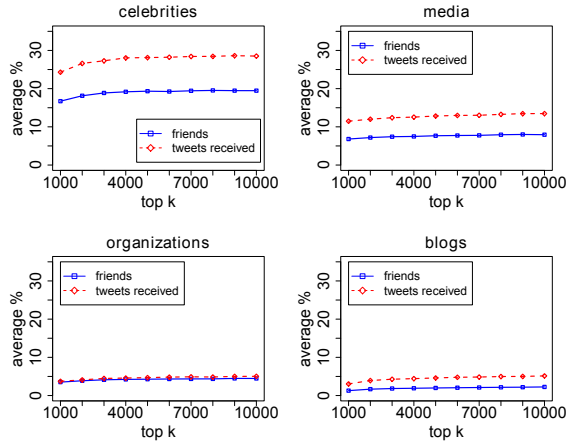 celebrities
average %
0 10 20 30
1000 4000 7000 10000
top k
friends
tweets received
media
average %
0 10 20 30
1000 4000 7000 10000
top k
friends
tweets received
organizations
average %
0 10 20 30
1000 4000 7000 10000
top k
friends
tweets received
blogs
average %
0 10 20 30
1000 4000 7000 10000
top k
friends
tweets received